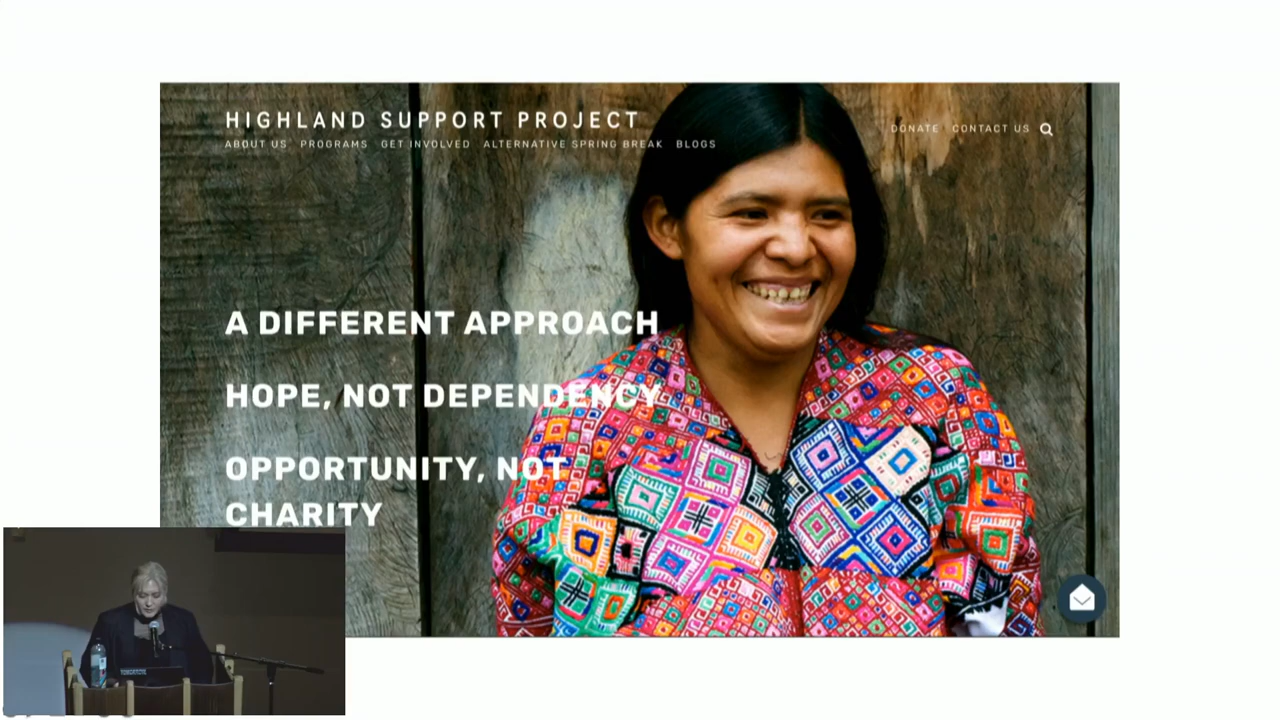 HIGHLAND SUPPORT PROJECT
ABOUT US PROGRAMS GET INVOLVED ALTERNATIVE SPRING BREAK BLOGS
DONATE CONTACT US
A DIFFERENT APPROACH
HOPE, NOT DEPENDENCY
OPPORTUNITY, NOT
CHARITY